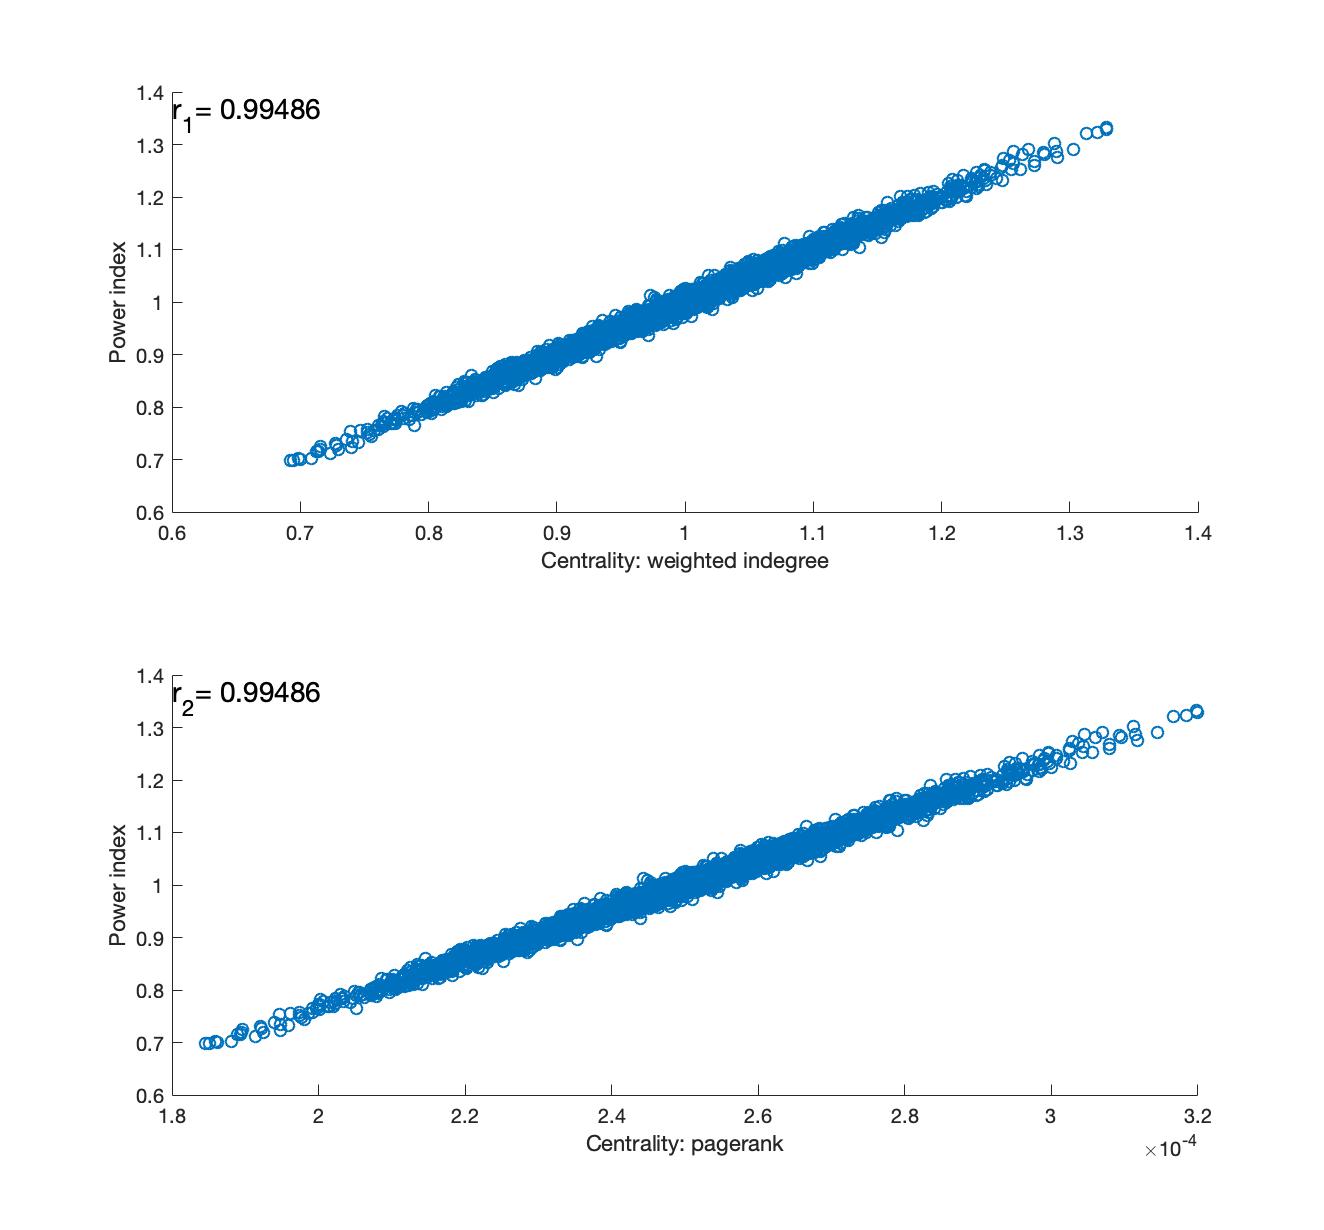 1.4
r1= 0.99486
1.3
1.2
1.1
1
0.9
0.8
0.7
0.6
Power index
0.6 0.7 0.8 0.9 1 1.1 1.2 1.3 1.4
Centrality: weighted indegree
1.4
r2= 0.99486
1.3
1.2
1.1
1
0.9
0.8
0.7
0.6
Power index
1.8 2 2.2 2.4 2.6 2.8 3 3.2
Centrality: pagerank
×10-4